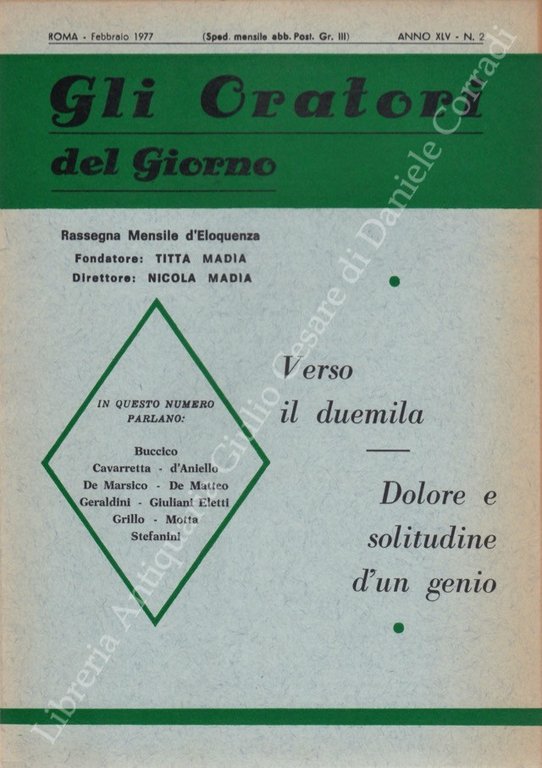 ROMA - Febbraio 1977 (Sped. mensile abb. Post. Gr. III) ANNO XLV - N. 2
Gli Oratori
del Giorno
Rassegna Mensile d'Eloquenza
Fondatore: TITTA MADIA
Direttore: NICOLA MADIA
IN QUESTO NUMERO
PARLANO:
Buccico
Cavarretta - d'Aniello
De Marsico - De Matteo
Geraldini - Giuliani Eletti
Grillo - Motta
Stefanini
Verso
il duemila
Dolore e
solitudine
d'un genio
Libreria Antiquaria Giulio Cesare di Daniele Corradi